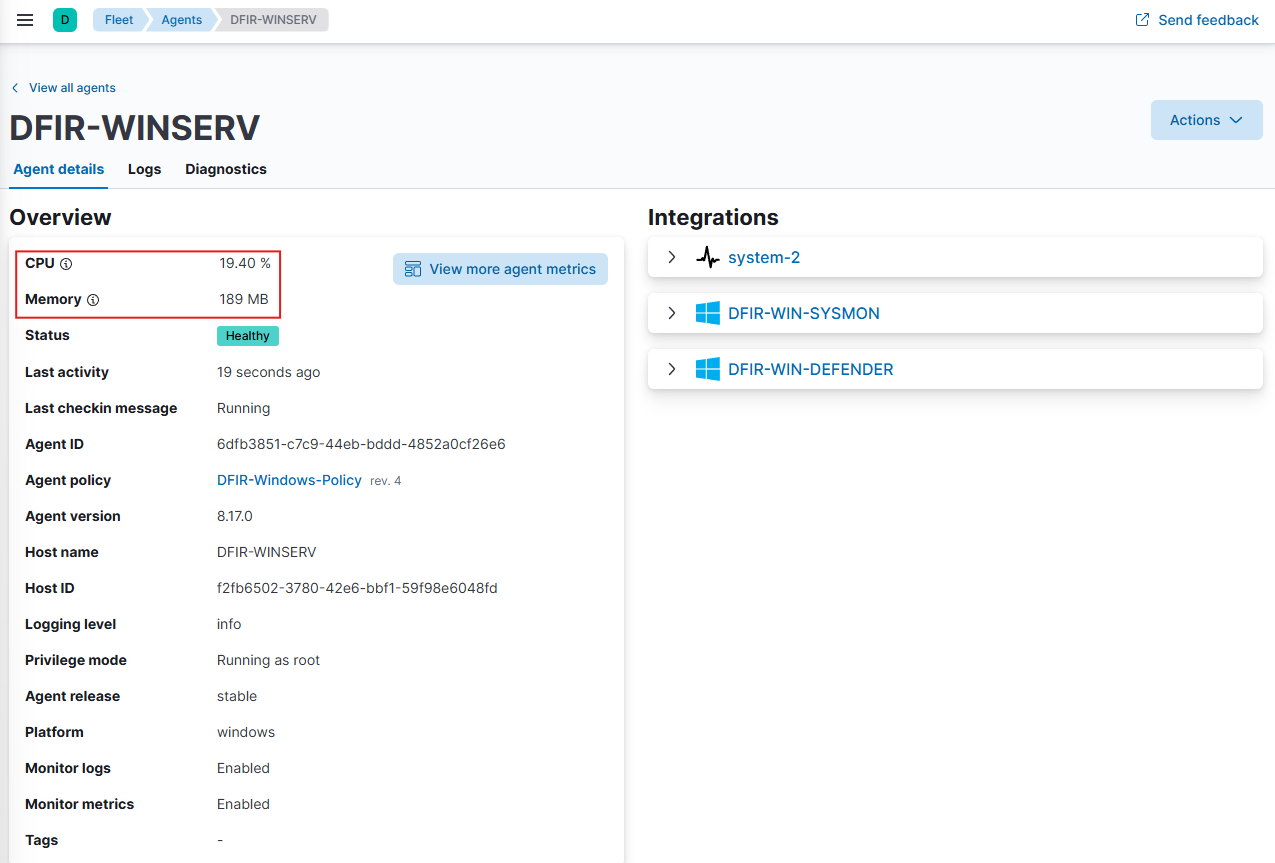 D Fleet Agents DFIR-WINSERV Send feedback
View all agents
DFIR-WINSERV
Actions
Agent details Logs Diagnostics
Overview
CPU 19.40 %
View more agent metrics
Memory 189 MB
Status Healthy
Last activity 19 seconds ago
Last checkin message Running
Agent ID 6dfb3851-c7c9-44eb-bddd-4852a0cf26e6
Agent policy DFIR-Windows-Policy rev. 4
Agent version 8.17.0
Host name DFIR-WINSERV
Host ID f2fb6502-3780-42e6-bbf1-59f98e6048fd
Logging level info
Privilege mode Running as root
Agent release stable
Platform windows
Monitor logs Enabled
Monitor metrics Enabled
Tags -
Integrations
system-2
DFIR-WIN-SYSMON
DFIR-WIN-DEFENDER